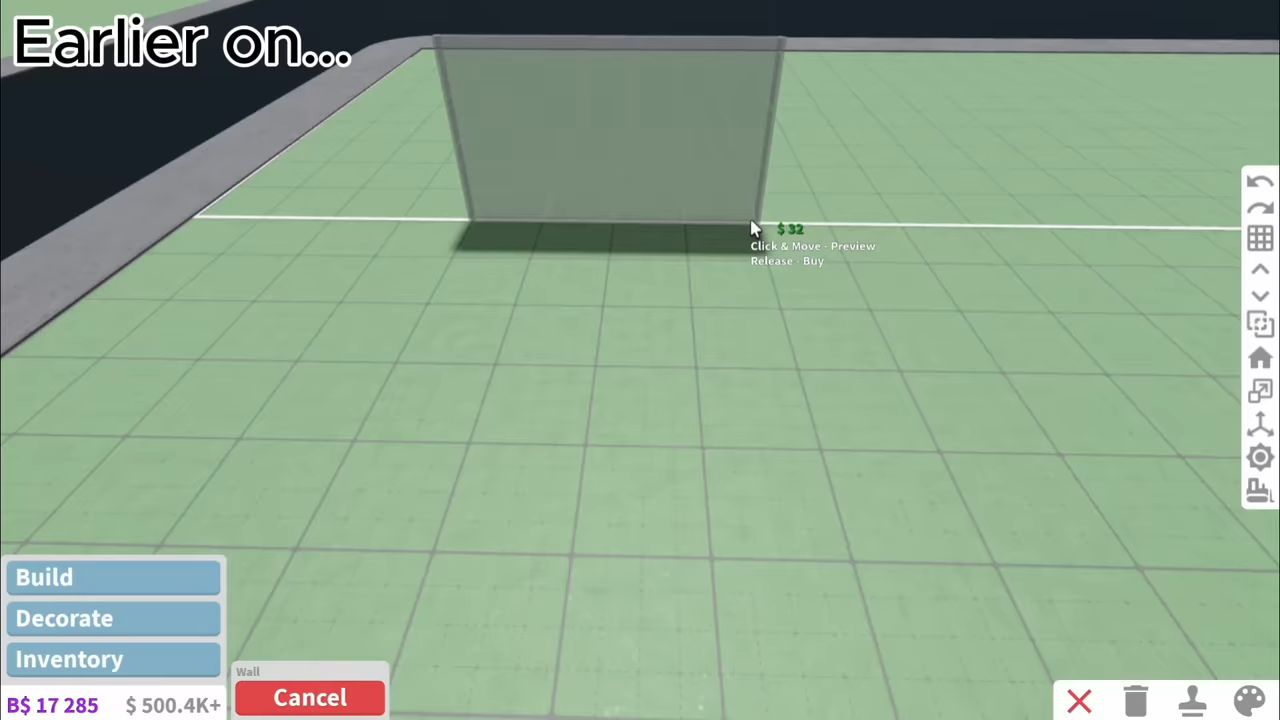 Earlier on...
$ 32
Click & Move - Preview
Release - Buy
Build
Decorate
Inventory
Wall
Cancel
B$ 17 285
$ 500.4K+